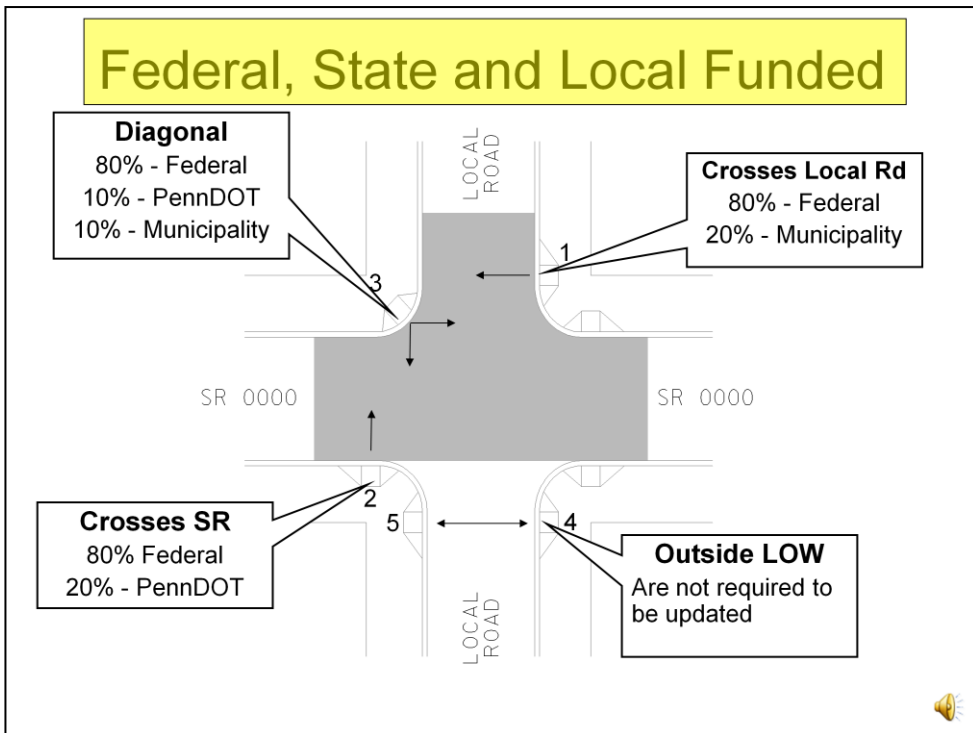 Federal, State and Local Funded
Diagonal
80% - Federal
10% - PennDOT
10% - Municipality
LOCAL
ROAD
Crosses Local Rd
80% - Federal
20% - Municipality
1
3
SR 0000
SR 0000
2
5
4
Crosses SR
80% Federal
20% - PennDOT
Outside LOW
Are not required to
be updated
LOCAL
ROAD